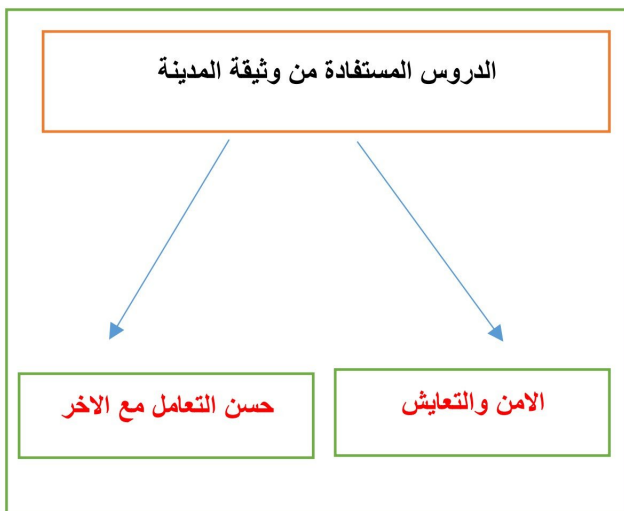 الدروس المستفادة من وثيقة المدينة
الامن والتعايش
حسن التعامل مع الاخر